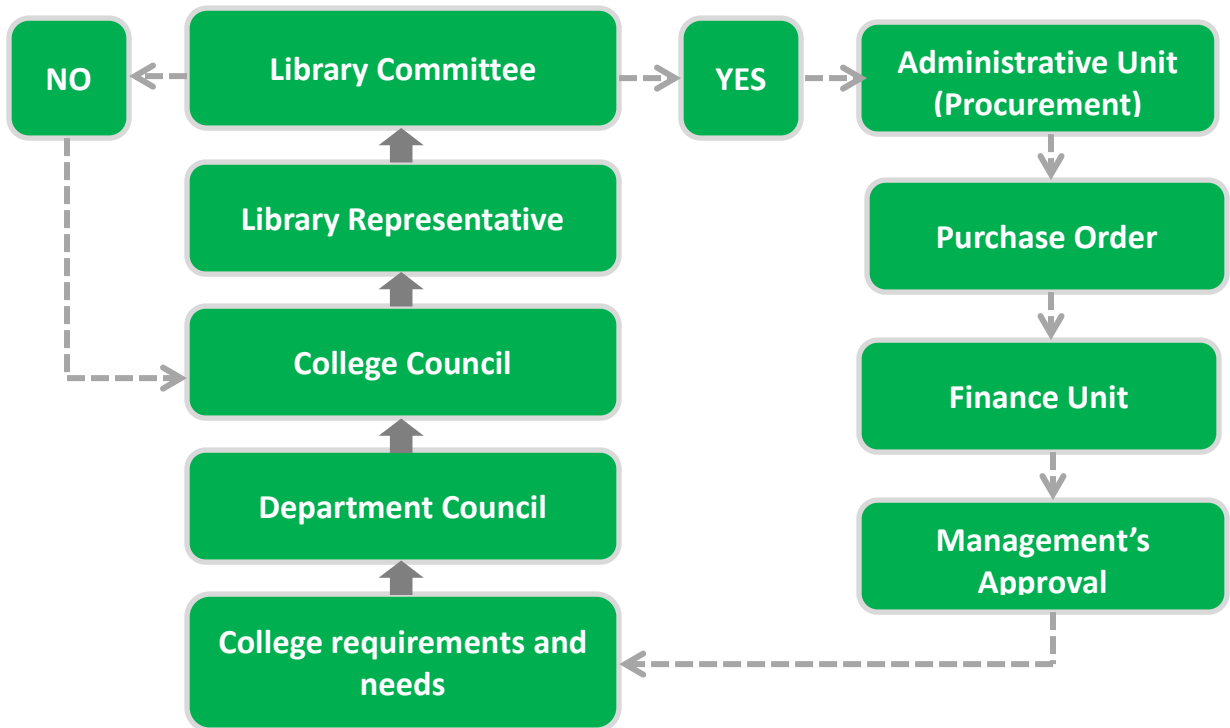 NO
Library Committee
YES
Administrative Unit
(Procurement)
Library Representative
Purchase Order
College Council
Finance Unit
Department Council
Management’s
Approval
College requirements and
needs